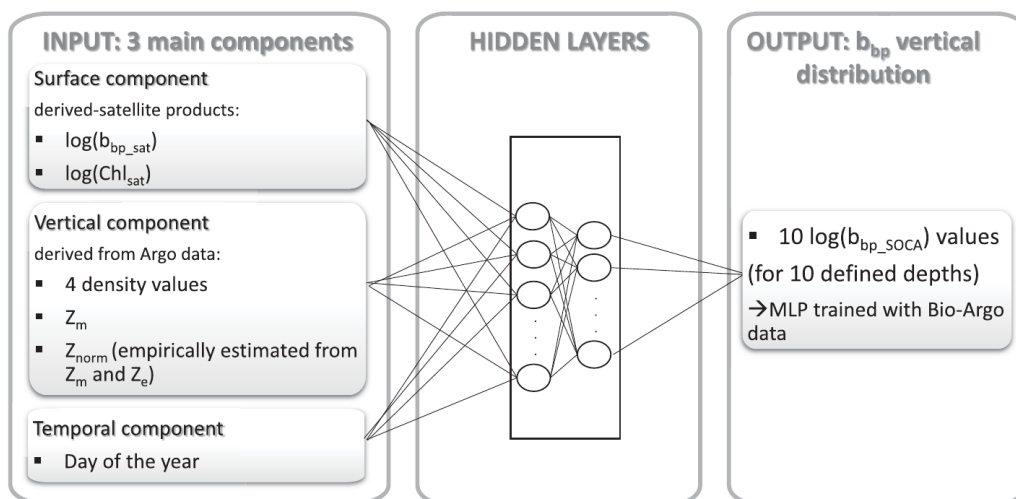 INPUT: 3 main components
Surface component
derived-satellite products:
▪ log(b_bp_sat)
▪ log(Chl_sat)
Vertical component
derived from Argo data:
▪ 4 density values
▪ Z_m
▪ Z_norm (empirically estimated from
Z_m and Z_e)
Temporal component
▪ Day of the year
HIDDEN LAYERS
OUTPUT: b_bp vertical
distribution
▪ 10 log(b_bp_SOCA) values
(for 10 defined depths)
→MLP trained with Bio-Argo
data